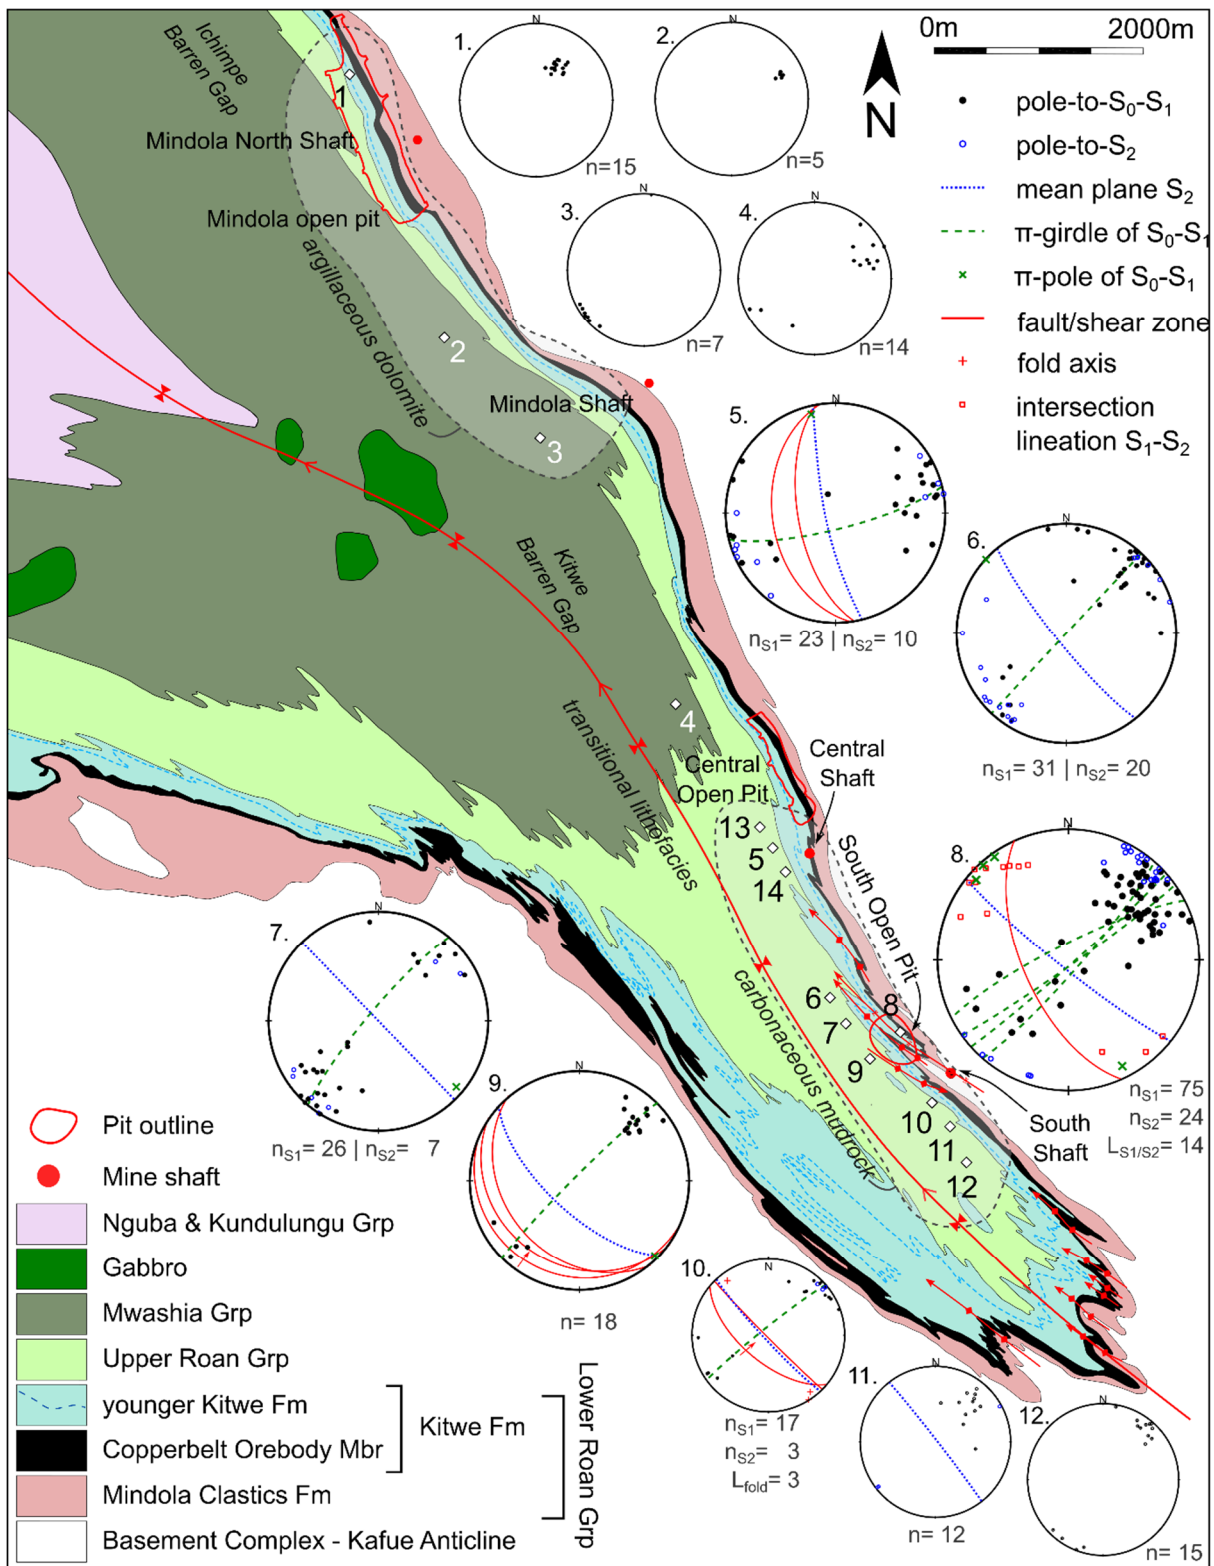 Ichimpe
Barren Gap
1
Mindola North Shaft
Mindola open pit
argillaceous dolomite
2
Mindola Shaft
3
Kitwe
Barren Gap
4
transitional lithofacies
Central
Open Pit
Central
Shaft
13
5
14
South Open Pit
carbonaceous mudrock
6
7
8
9
10
11
12
South
Shaft
1.
N
n=15
2.
N
n=5
3.
N
n=7
4.
N
n=14
5.
N
nS1= 23 | nS2= 10
6.
N
nS1= 31 | nS2= 20
7.
N
nS1= 26 | nS2= 7
8.
N
nS1= 75
nS2= 24
LS1/S2= 14
9.
N
n= 18
10.
N
nS1= 17
nS2= 3
Lfold= 3
11.
N
n= 12
12.
N
n= 15
0m 2000m
N
pole-to-S0-S1
pole-to-S2
mean plane S2
π-girdle of S0-S1
π-pole of S0-S1
fault/shear zone
fold axis
intersection
lineation S1-S2
Pit outline
Mine shaft
Nguba & Kundulungu Grp
Gabbro
Mwashia Grp
Upper Roan Grp
younger Kitwe Fm
Copperbelt Orebody Mbr
Kitwe Fm
Mindola Clastics Fm
Lower Roan Grp
Basement Complex - Kafue Anticline